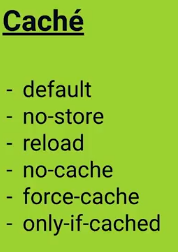 Caché
- default
- no-store
- reload
- no-cache
- force-cache
- only-if-cached